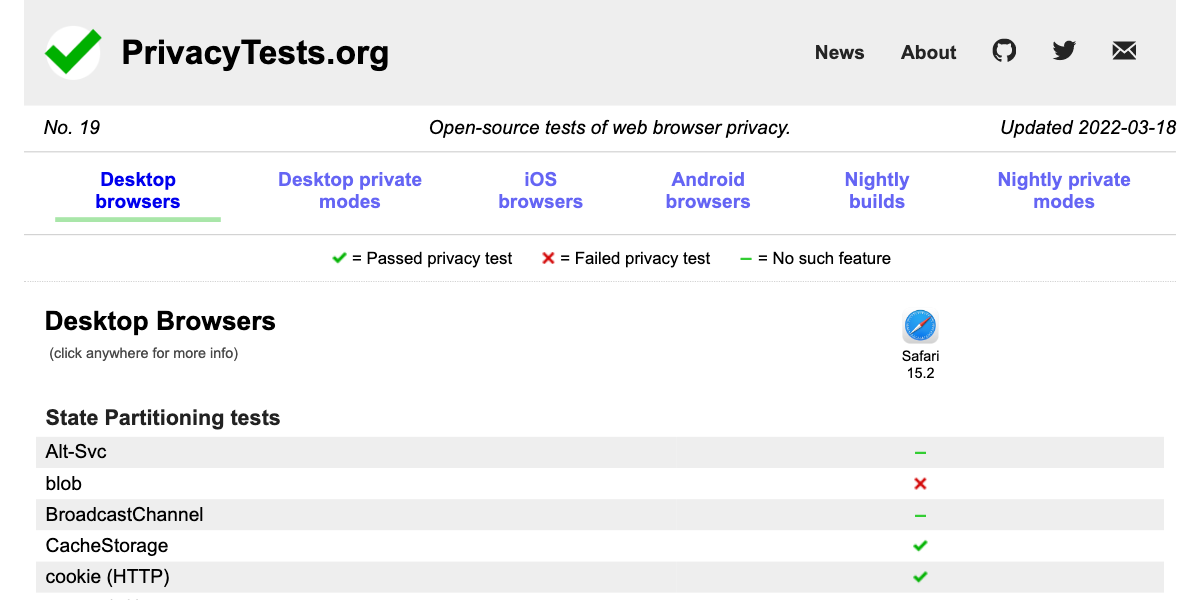 PrivacyTests.org
News About
No. 19 Open-source tests of web browser privacy. Updated 2022-03-18
Desktop browsers
Desktop private modes
iOS browsers
Android browsers
Nightly builds
Nightly private modes
= Passed privacy test = Failed privacy test = No such feature
Desktop Browsers
(click anywhere for more info)
Safari
15.2
State Partitioning tests
Alt-Svc
blob
BroadcastChannel
CacheStorage
cookie (HTTP)